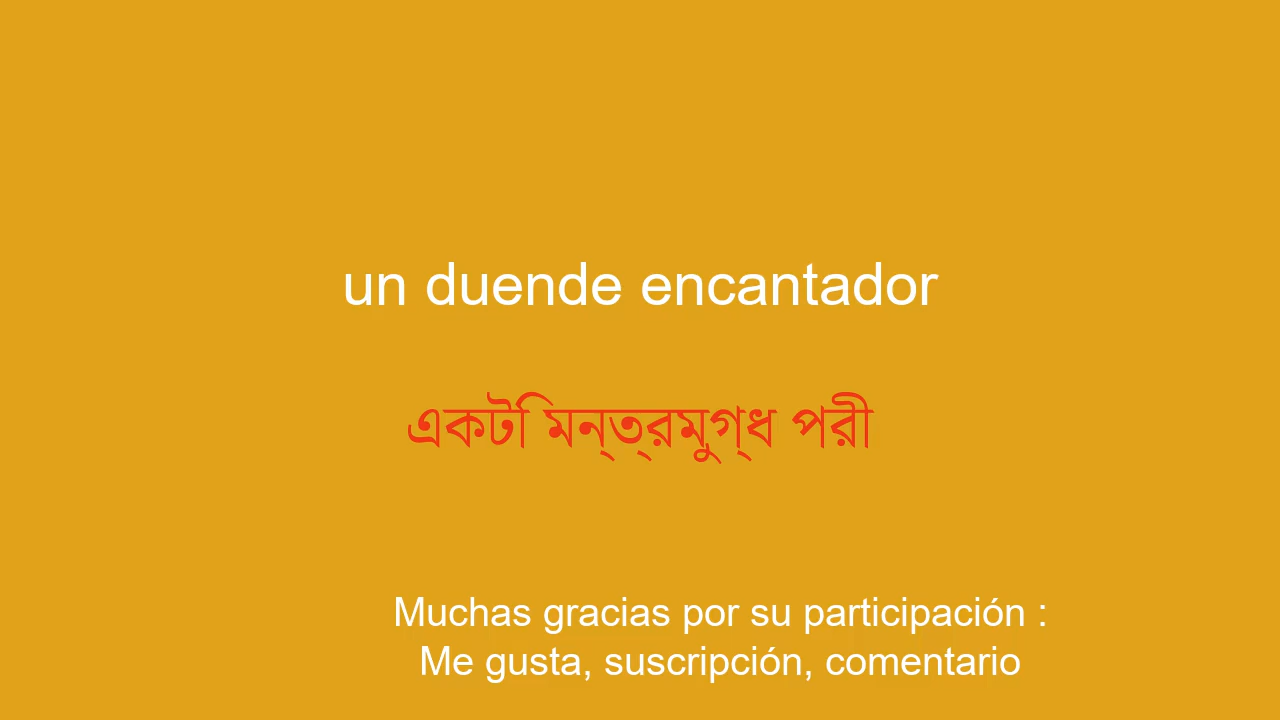 un duende encantador
একটি মন্ত্রমুগ্ধ পরী
Muchas gracias por su participación :
Me gusta, suscripción, comentario